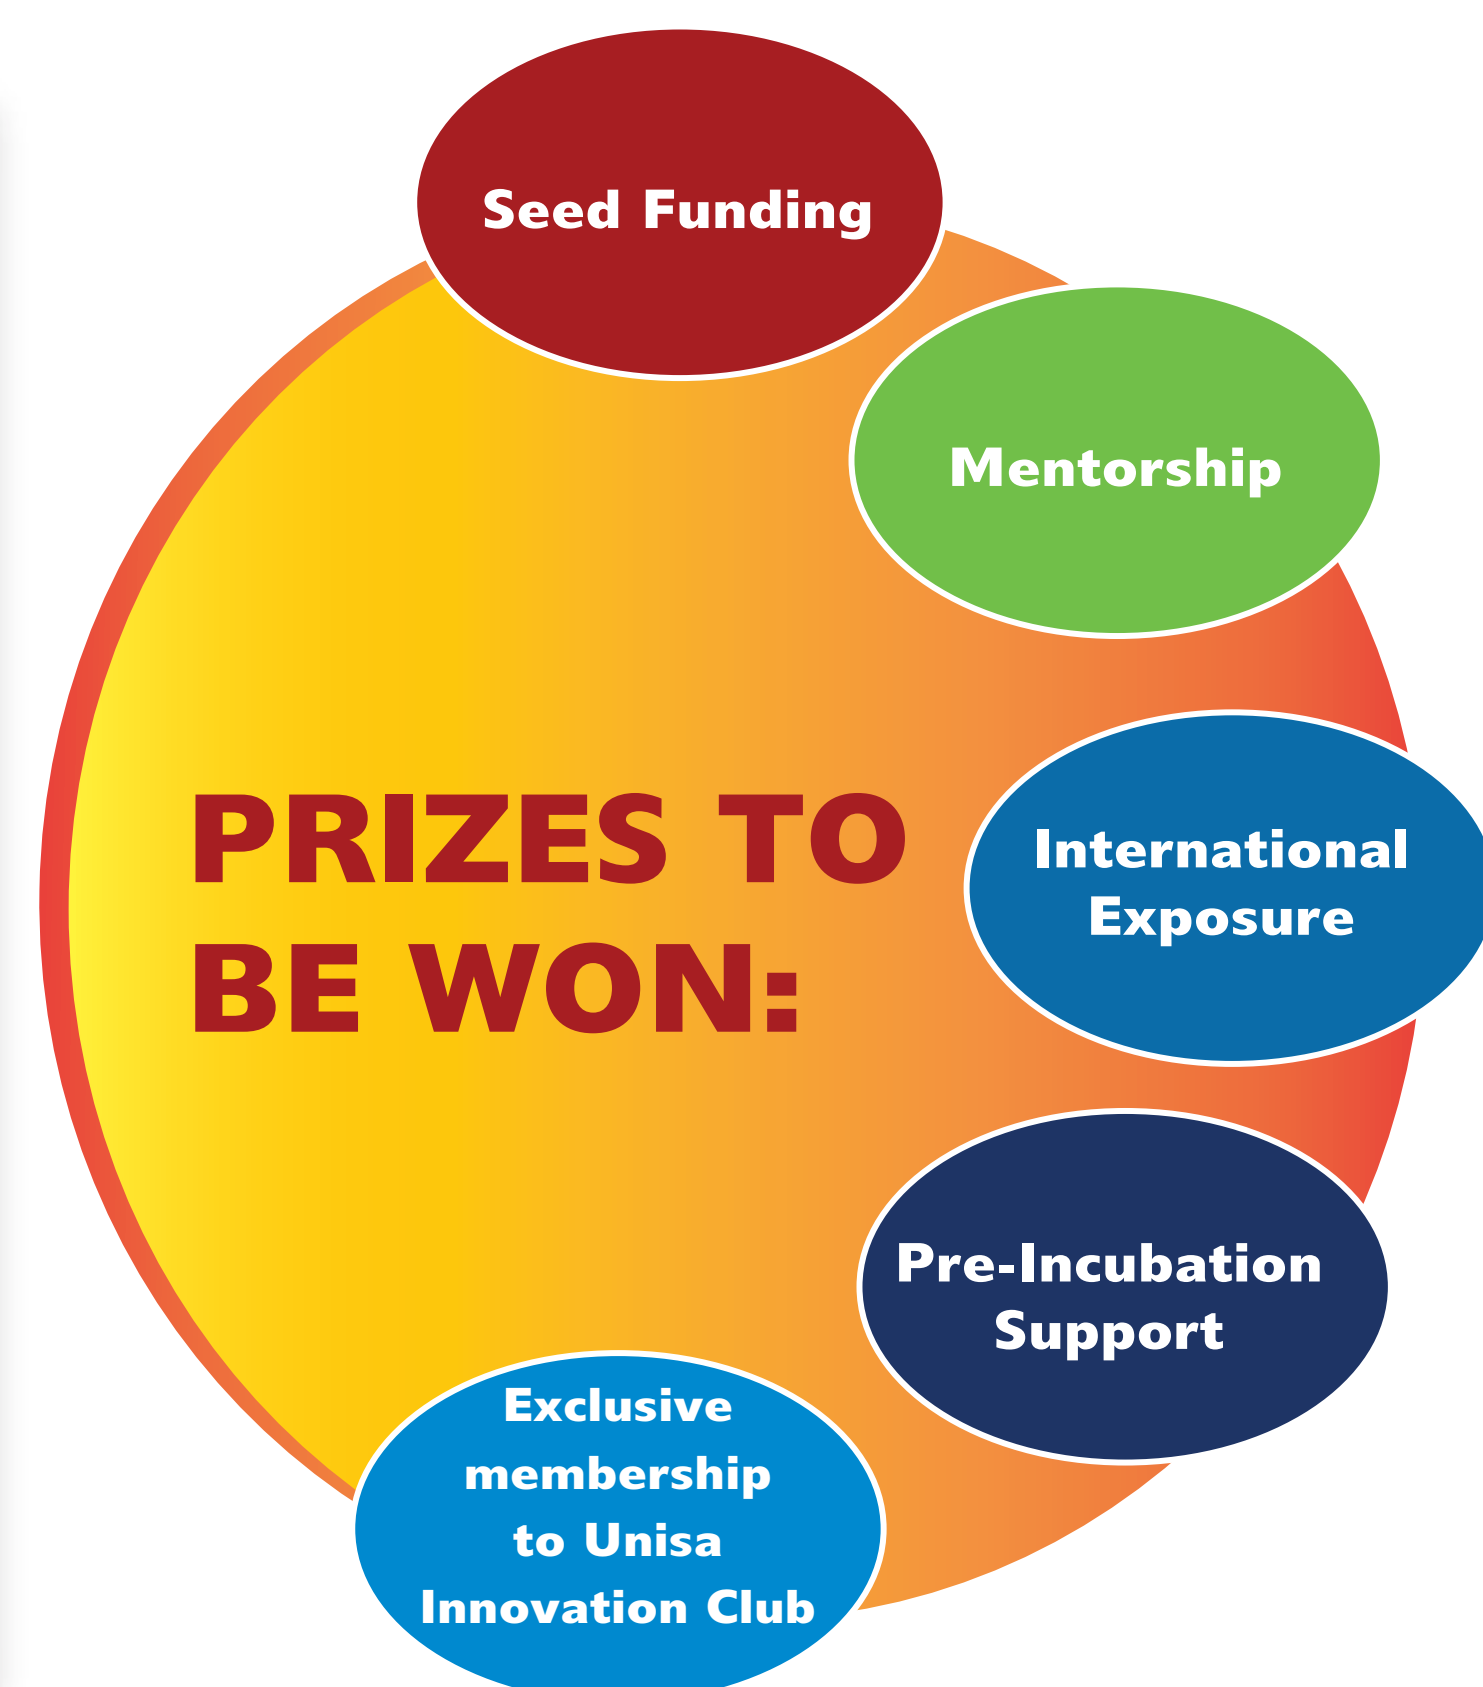 Seed Funding
Mentorship
PRIZES TO
BE WON:
International
Exposure
Pre-Incubation
Support
Exclusive
membership
to Unisa
Innovation Club